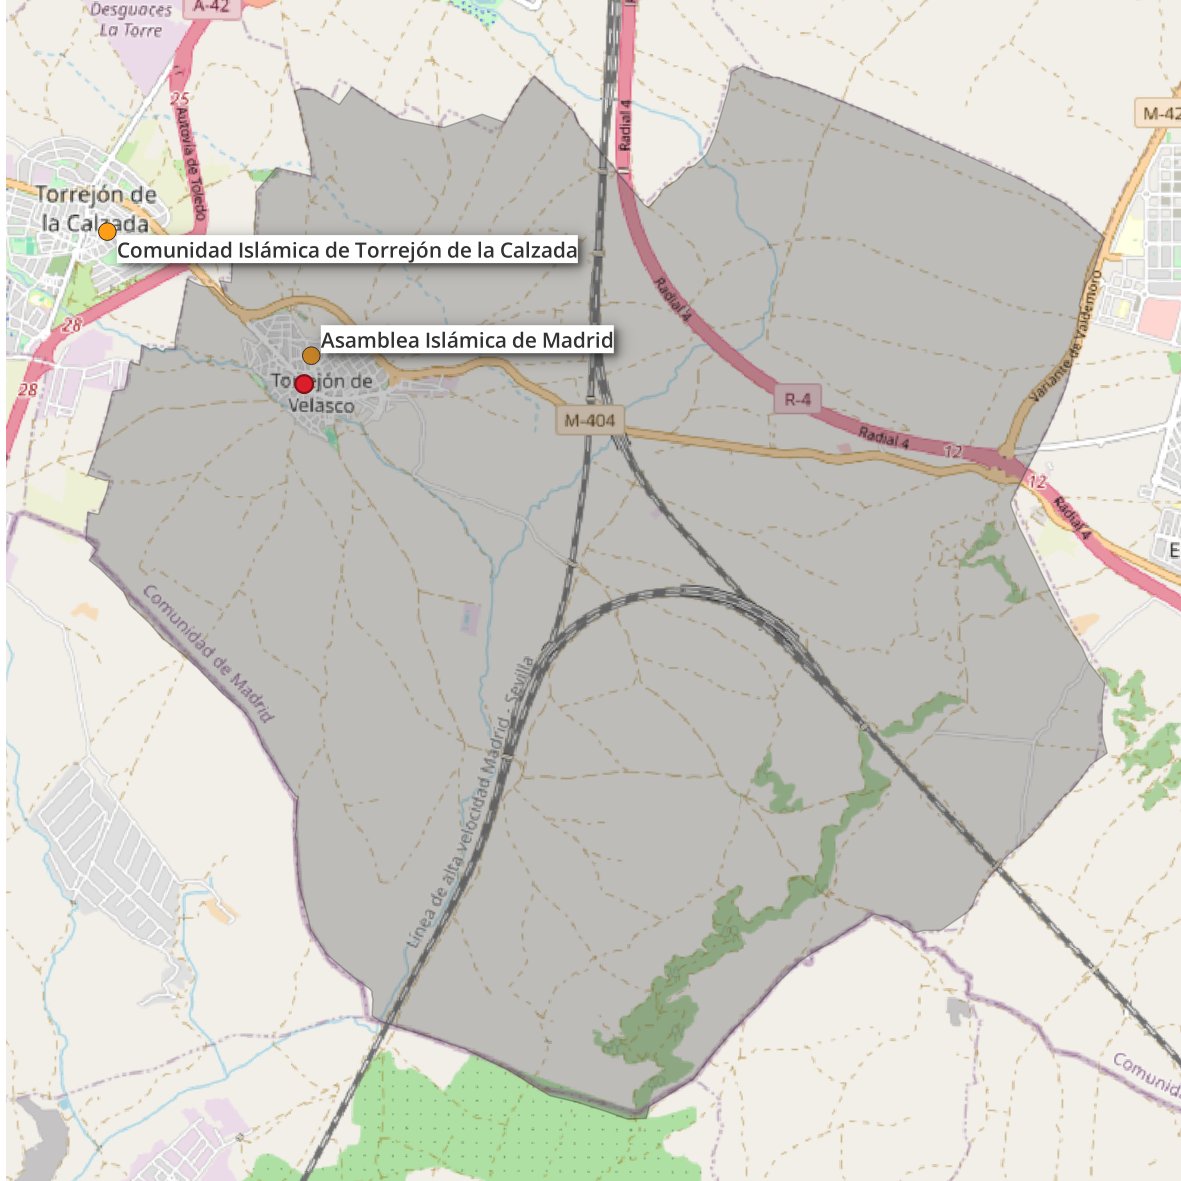 Desguaces
La Torre
A-42
25
Autovía de Toledo
Radial 4
M-42
Torrejón de
la Calzada
Comunidad Islámica de Torrejón de la Calzada
28
28
Radial 4
Variante de Valdemoro
Asamblea Islámica de Madrid
Torrejón de
Velasco
R-4
M-404
Radial 4
12
12
Radial 4
E
Comunidad de Madrid
Línea de alta velocidad Madrid - Sevilla
Comunid